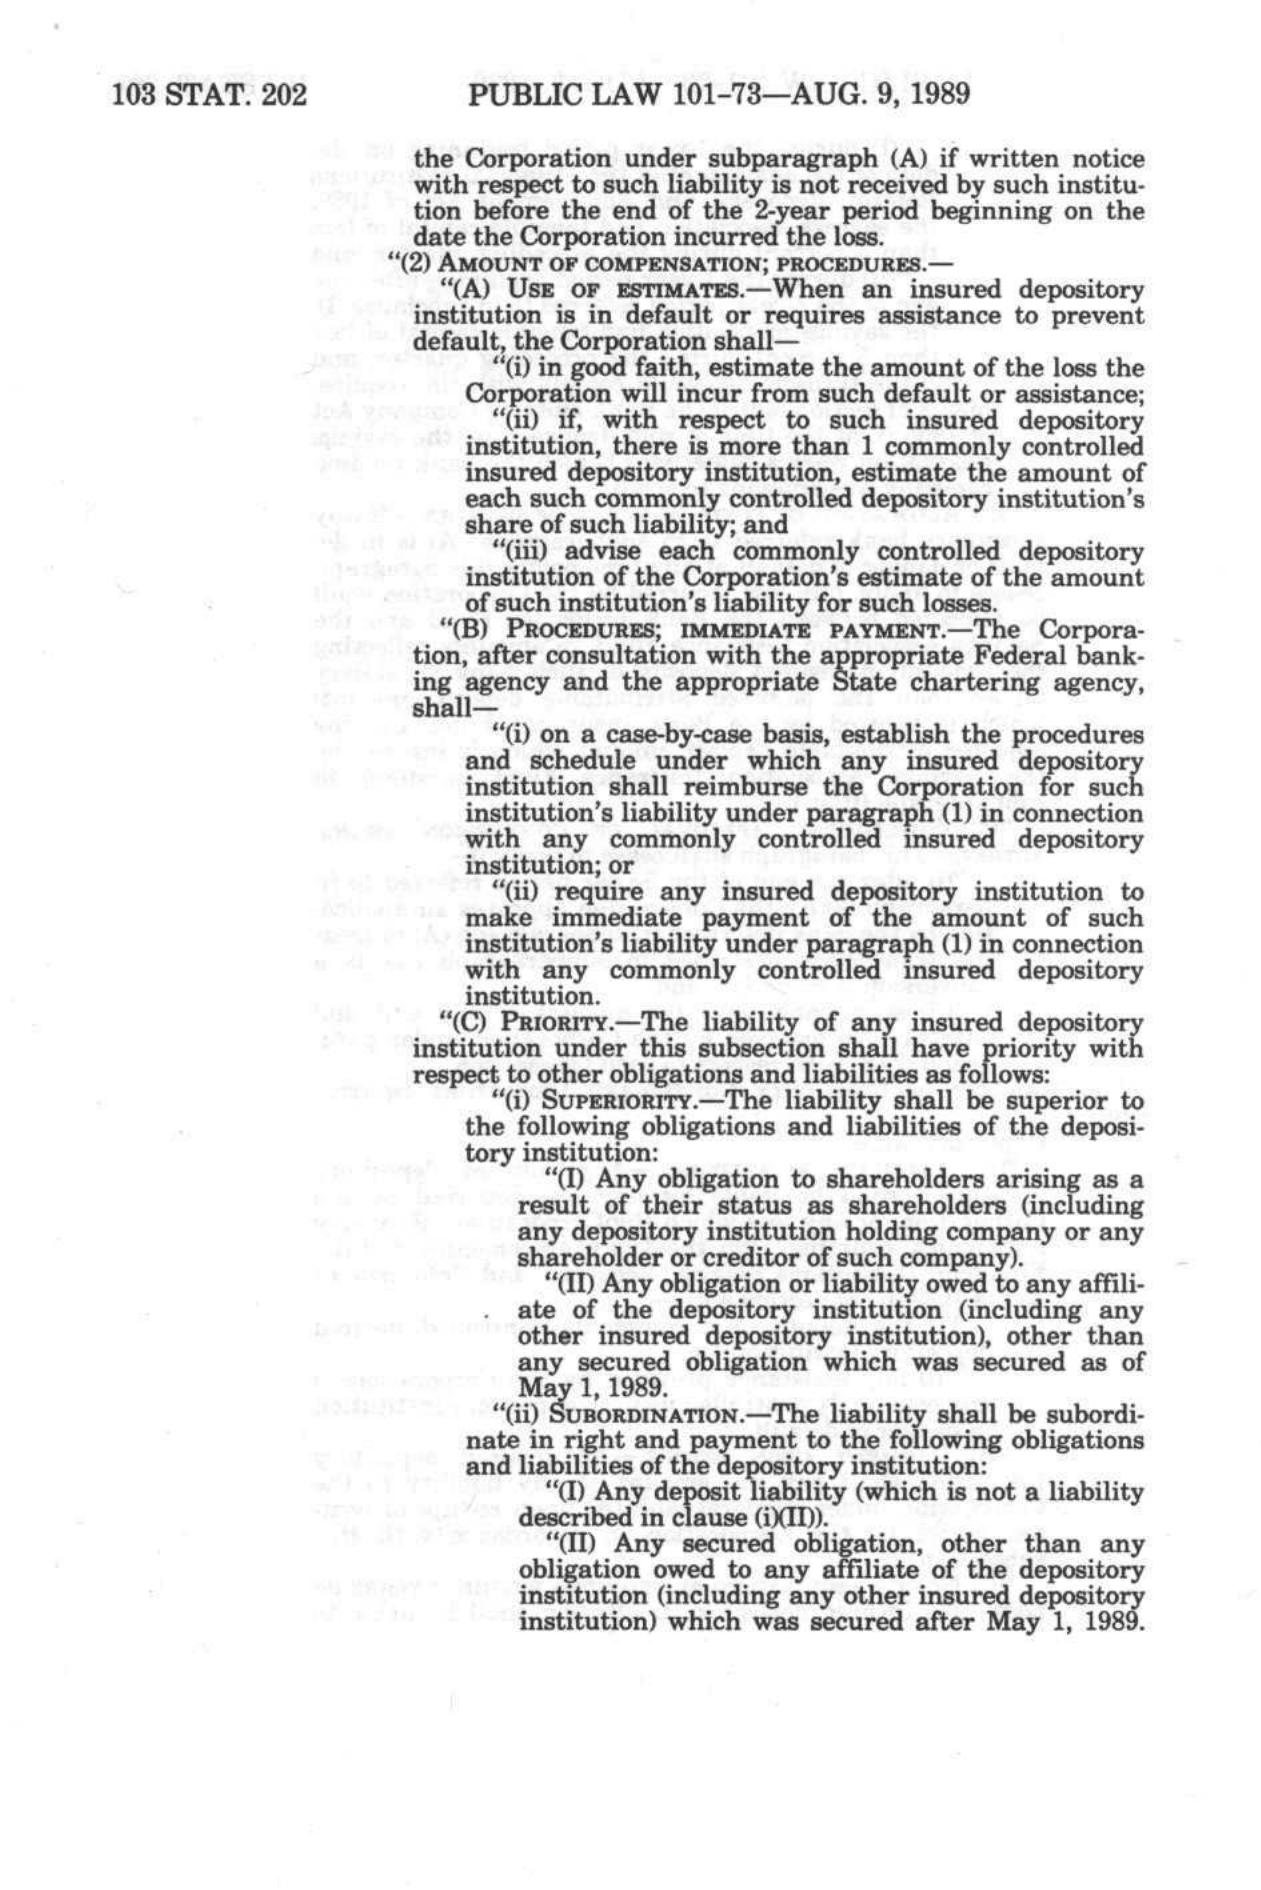 103 STAT. 202 PUBLIC LAW 101-73—AUG. 9, 1989
the Corporation under subparagraph (A) if written notice
with respect to such liability is not received by such institu-
tion before the end of the 2-year period beginning on the
date the Corporation incurred the loss.
"(2) AMOUNT OF COMPENSATION; PROCEDURES.—
"(A) USE OF ESTIMATES.—When an insured depository
institution is in default or requires assistance to prevent
default, the Corporation shall—
"(i) in good faith, estimate the amount of the loss the
Corporation will incur from such default or assistance;
"(ii) if, with respect to such insured depository
institution, there is more than 1 commonly controlled
insured depository institution, estimate the amount of
each such commonly controlled depository institution's
share of such liability; and
"(iii) advise each commonly controlled depository
institution of the Corporation's estimate of the amount
of such institution's liability for such losses.
"(B) PROCEDURES; IMMEDIATE PAYMENT.—The Corpora-
tion, after consultation with the appropriate Federal bank-
ing agency and the appropriate State chartering agency,
shall—
"(i) on a case-by-case basis, establish the procedures
and schedule under which any insured depository
institution shall reimburse the Corporation for such
institution's liability under paragraph (1) in connection
with any commonly controlled insured depository
institution; or
"(ii) require any insured depository institution to
make immediate payment of the amount of such
institution's liability under paragraph (1) in connection
with any commonly controlled insured depository
institution.
"(C) PRIORITY.—The liability of any insured depository
institution under this subsection shall have priority with
respect to other obligations and liabilities as follows:
"(i) SUPERIORITY.—The liability shall be superior to
the following obligations and liabilities of the deposi-
tory institution:
"(I) Any obligation to shareholders arising as a
result of their status as shareholders (including
any depository institution holding company or any
shareholder or creditor of such company).
"(II) Any obligation or liability owed to any affili-
ate of the depository institution (including any
other insured depository institution), other than
any secured obligation which was secured as of
May 1, 1989.
"(ii) SUBORDINATION.—The liability shall be subordi-
nate in right and payment to the following obligations
and liabilities of the depository institution:
"(I) Any deposit liability (which is not a liability
described in clause (i)(II)).
"(II) Any secured obligation, other than any
obligation owed to any affiliate of the depository
institution (including any other insured depository
institution) which was secured after May 1, 1989.